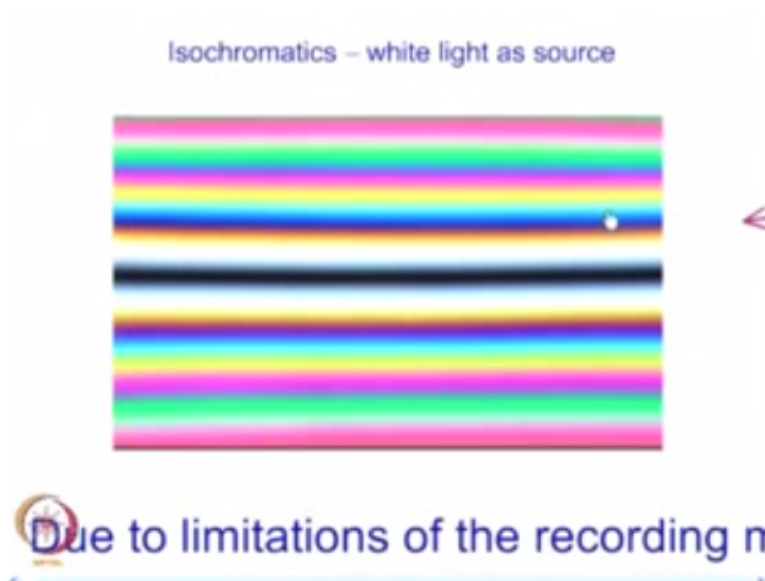 Isochromatics – white light as source
Due to limitations of the recording